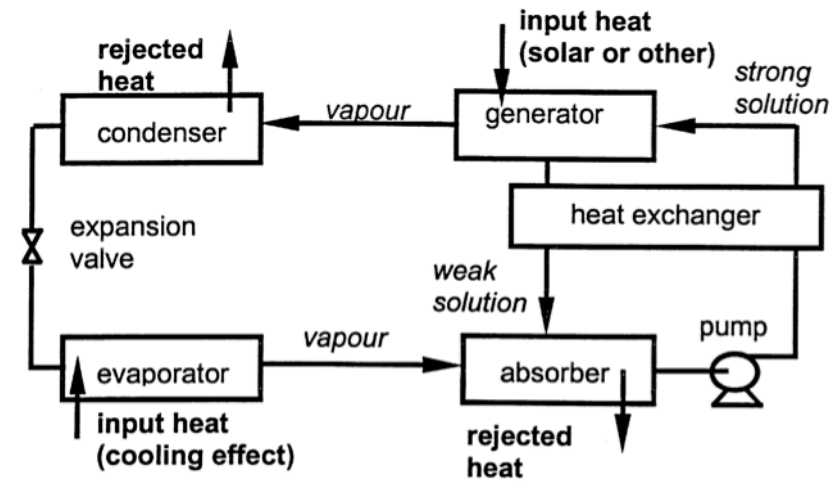 rejected
heat
input heat
(solar or other)
strong
solution
condenser
vapour
generator
heat exchanger
expansion
valve
weak
solution
pump
vapour
evaporator
absorber
input heat
(cooling effect)
rejected
heat